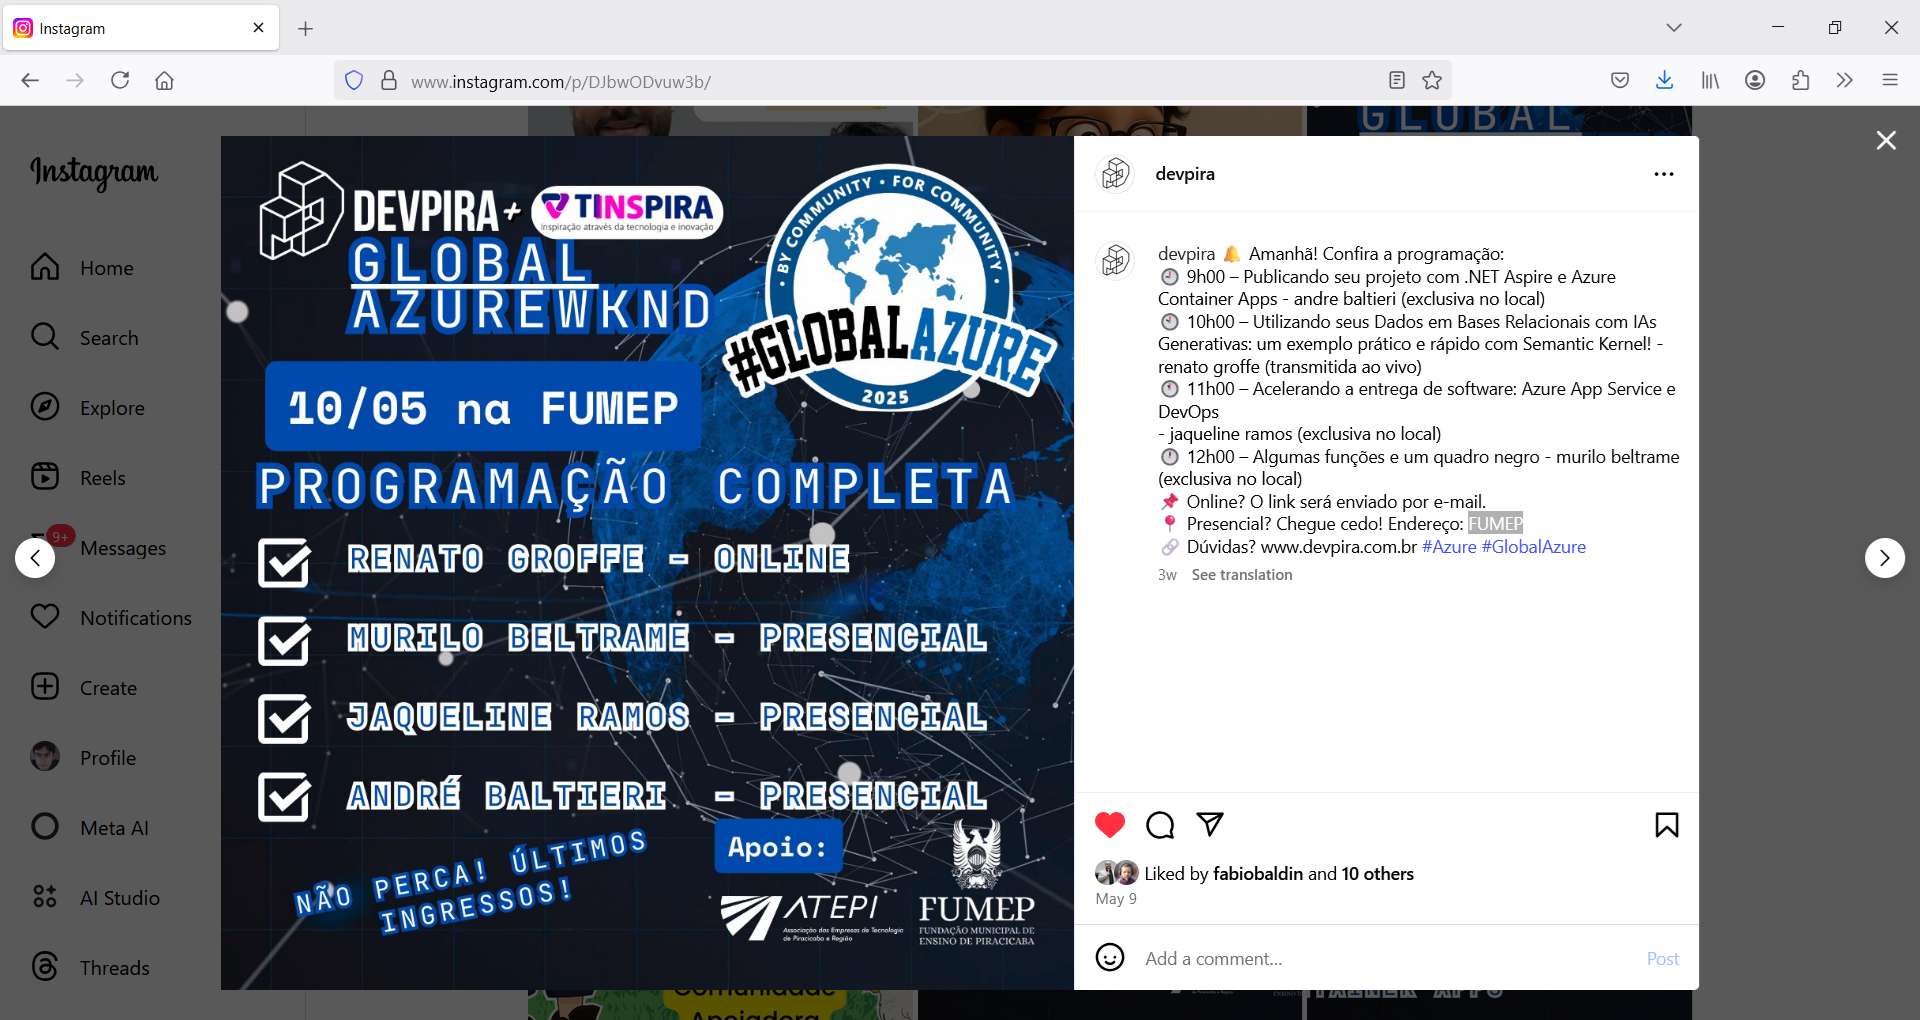 Instagram
www.instagram.com/p/DJbwODvuw3b/
GLOBAL
Instagram
Home
Search
Explore
Reels
9+
Messages
Notifications
Create
Profile
Meta AI
AI Studio
Threads
DEVPIRA+ TINSPIRA
Inspiração através da tecnologia e inovação
GLOBAL
AZUREWKND
BY COMMUNITY • FOR COMMUNITY
#GLOBALAZURE
2025
10/05 na FUMEP
PROGRAMAÇÃO COMPLETA
RENATO GROFFE - ONLINE
MURILO BELTRAME - PRESENCIAL
JAQUELINE RAMOS - PRESENCIAL
ANDRÉ BALTIERI - PRESENCIAL
NÃO PERCA! ÚLTIMOS
INGRESSOS!
Apoio:
ATEPI
Associação das Empresas de Tecnologia
de Piracicaba e Região
FUMEP
FUNDAÇÃO MUNICIPAL DE
ENSINO DE PIRACICABA
devpira
devpira 🔔 Amanhã! Confira a programação:
🕘 9h00 – Publicando seu projeto com .NET Aspire e Azure
Container Apps - andre baltieri (exclusiva no local)
🕙 10h00 – Utilizando seus Dados em Bases Relacionais com IAs
Generativas: um exemplo prático e rápido com Semantic Kernel! -
renato groffe (transmitida ao vivo)
🕚 11h00 – Acelerando a entrega de software: Azure App Service e
DevOps
- jaqueline ramos (exclusiva no local)
🕛 12h00 – Algumas funções e um quadro negro - murilo beltrame
(exclusiva no local)
📌 Online? O link será enviado por e-mail.
📍 Presencial? Chegue cedo! Endereço: FUMEP
🔗 Dúvidas? www.devpira.com.br #Azure #GlobalAzure
3w See translation
Liked by fabiobaldin and 10 others
May 9
Add a comment...
Post